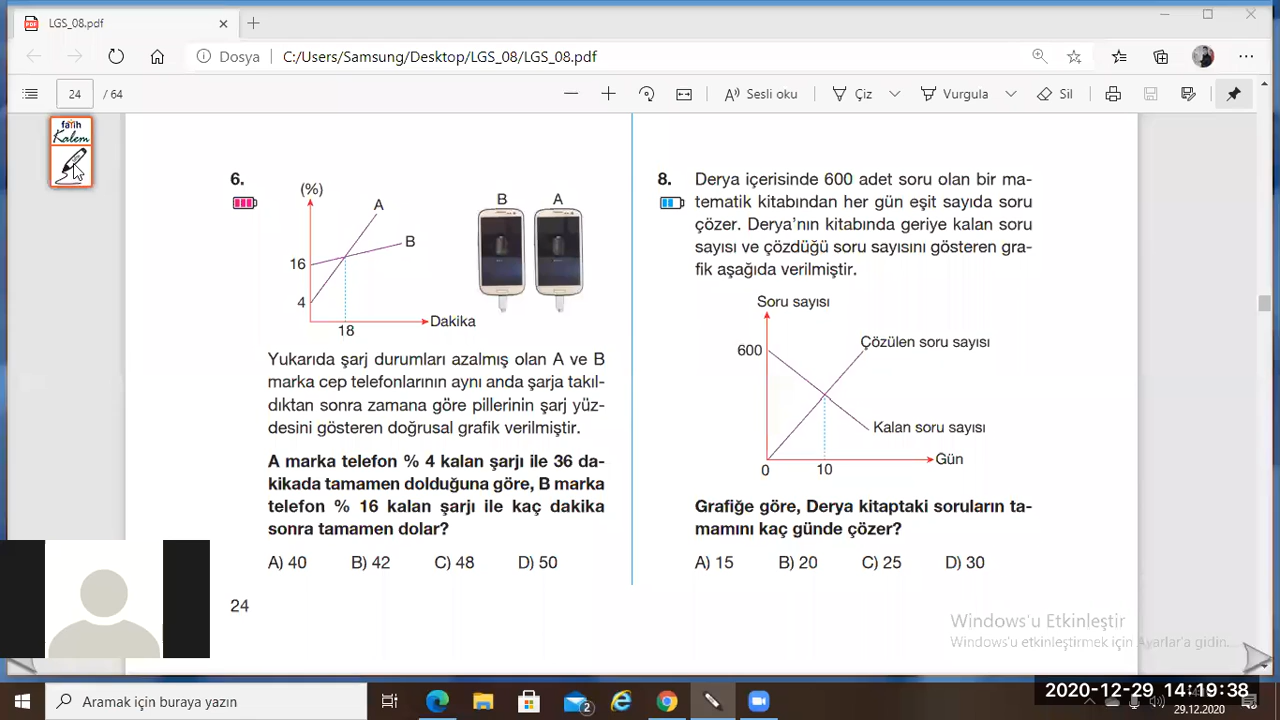 LGS_08.pdf
Dosya
C:/Users/Samsung/Desktop/LGS_08/LGS_08.pdf
24
/ 64
Sesli oku
Çiz
Vurgula
Sil
fatih
Kalem
6.
(%)
A
B
16
4
18
Dakika
B
A
Yukarıda şarj durumları azalmış olan A ve B
marka cep telefonlarının aynı anda şarja takıl-
dıktan sonra zamana göre pillerinin şarj yüz-
desini gösteren doğrusal grafik verilmiştir.
A marka telefon % 4 kalan şarjı ile 36 da-
kikada tamamen dolduğuna göre, B marka
telefon % 16 kalan şarjı ile kaç dakika
sonra tamamen dolar?
A) 40 B) 42 C) 48 D) 50
24
8.
Derya içerisinde 600 adet soru olan bir ma-
tematik kitabından her gün eşit sayıda soru
çözer. Derya’nın kitabında geriye kalan soru
sayısı ve çözdüğü soru sayısını gösteren gra-
fik aşağıda verilmiştir.
Soru sayısı
600
Çözülen soru sayısı
Kalan soru sayısı
Gün
0
10
Grafiğe göre, Derya kitaptaki soruların ta-
mamını kaç günde çözer?
A) 15 B) 20 C) 25 D) 30
Windows'u Etkinleştir
Windows'u etkinleştirmek için Ayarlar'a gidin.
Aramak için buraya yazın
2
2020-12-29 14:19:38
29.12.2020